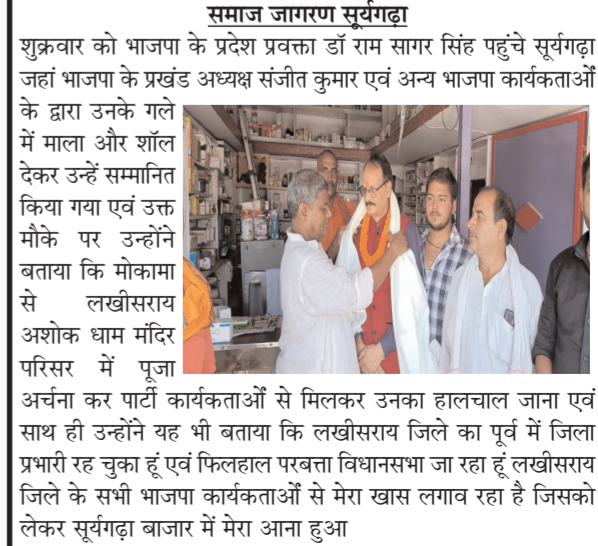 समाज जागरण सूर्यगढ़ा
शुक्रवार को भाजपा के प्रदेश प्रवक्ता डॉ राम सागर सिंह पहुंचे सूर्यगढ़ा
जहां भाजपा के प्रखंड अध्यक्ष संजीत कुमार एवं अन्य भाजपा कार्यकताओं
के द्वारा उनके गले
में माला और शॉल
देकर उन्हें सम्मानित
किया गया एवं उक्त
मौके पर उन्होंने
बताया कि मोकामा
से लखीसराय
अशोक धाम मंदिर
परिसर में पूजा
अर्चना कर पार्टी कार्यकताओं से मिलकर उनका हालचाल जाना एवं
साथ ही उन्होंने यह भी बताया कि लखीसराय जिले का पूर्व में जिला
प्रभारी रह चुका हूं एवं फिलहाल परबत्ता विधानसभा जा रहा हूं लखीसराय
जिले के सभी भाजपा कार्यकताओं से मेरा खास लगाव रहा है जिसको
लेकर सूर्यगढ़ा बाजार में मेरा आना हुआ